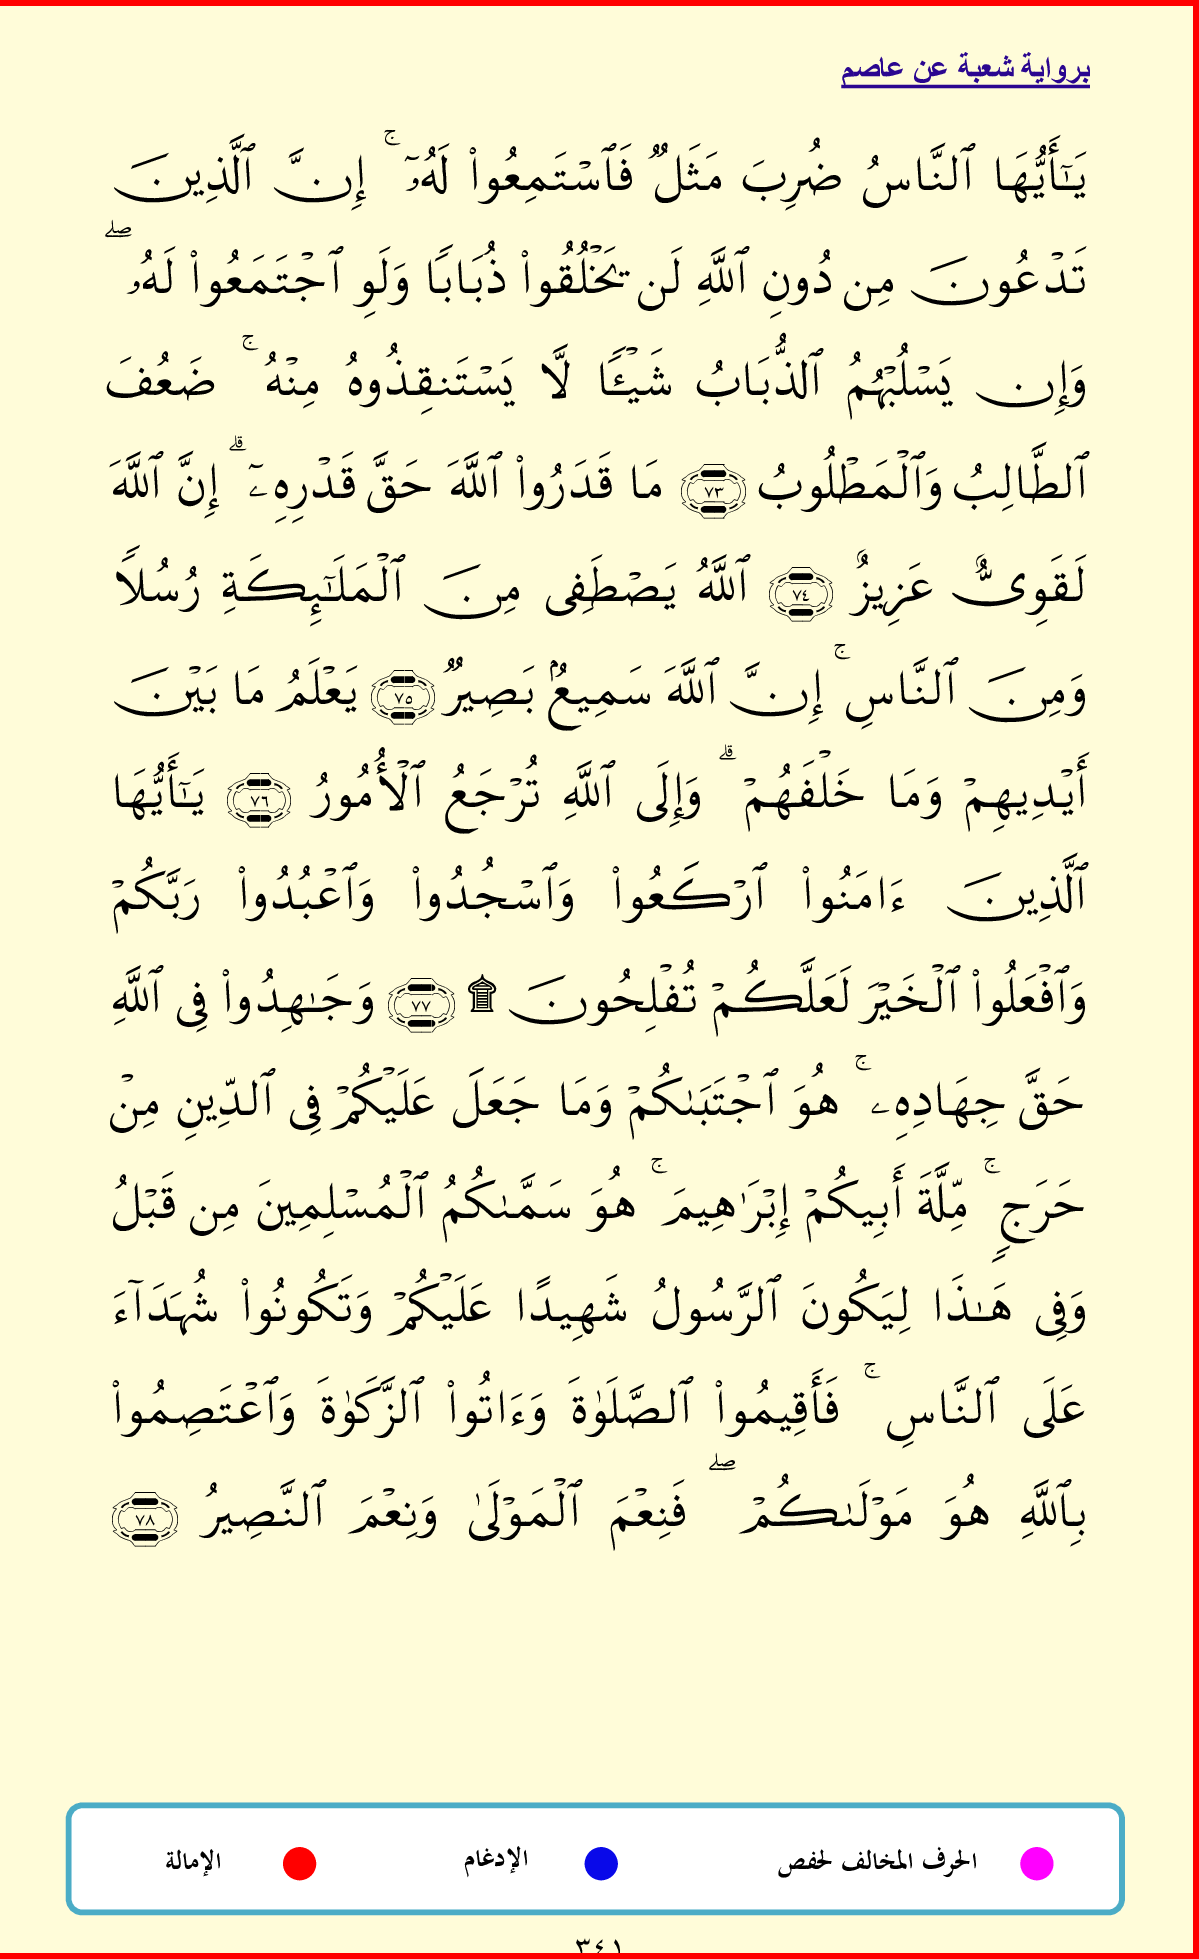 برواية شعبة عن عاصم
يَـٰٓأَيُّهَا ٱلنَّاسُ ضُرِبَ مَثَلٌۭ فَٱسْتَمِعُوا۟ لَهُۥٓ ۚ إِنَّ ٱلَّذِينَ
تَدْعُونَ مِن دُونِ ٱللَّهِ لَن يَخْلُقُوا۟ ذُبَابًا وَلَوِ ٱجْتَمَعُوا۟ لَهُۥ ۖ
وَإِن يَسْلُبْهُمُ ٱلذُّبَابُ شَيْـًٔا لَّا يَسْتَنقِذُوهُ مِنْهُ ۚ ضَعُفَ
ٱلطَّالِبُ وَٱلْمَطْلُوبُ ٧٣ مَا قَدَرُوا۟ ٱللَّهَ حَقَّ قَدْرِهِۦٓ ۗ إِنَّ ٱللَّهَ
لَقَوِىٌّ عَزِيزٌ ٧٤ ٱللَّهُ يَصْطَفِى مِنَ ٱلْمَلَـٰٓئِكَةِ رُسُلًا
وَمِنَ ٱلنَّاسِ ۚ إِنَّ ٱللَّهَ سَمِيعٌۢ بَصِيرٌۭ ٧٥ يَعْلَمُ مَا بَيْنَ
أَيْدِيهِمْ وَمَا خَلْفَهُمْ ۗ وَإِلَى ٱللَّهِ تُرْجَعُ ٱلْأُمُورُ ٧٦ يَـٰٓأَيُّهَا
ٱلَّذِينَ ءَامَنُوا۟ ٱرْكَعُوا۟ وَٱسْجُدُوا۟ وَٱعْبُدُوا۟ رَبَّكُمْ
وَٱفْعَلُوا۟ ٱلْخَيْرَ لَعَلَّكُمْ تُفْلِحُونَ ۩ ٧٧ وَجَـٰهِدُوا۟ فِى ٱللَّهِ
حَقَّ جِهَادِهِۦ ۚ هُوَ ٱجْتَبَىٰكُمْ وَمَا جَعَلَ عَلَيْكُمْ فِى ٱلدِّينِ مِنْ
حَرَجٍ ۚ مِّلَّةَ أَبِيكُمْ إِبْرَٰهِيمَ ۚ هُوَ سَمَّىٰكُمُ ٱلْمُسْلِمِينَ مِن قَبْلُ
وَفِى هَـٰذَا لِيَكُونَ ٱلرَّسُولُ شَهِيدًا عَلَيْكُمْ وَتَكُونُوا۟ شُهَدَآءَ
عَلَى ٱلنَّاسِ ۚ فَأَقِيمُوا۟ ٱلصَّلَوٰةَ وَءَاتُوا۟ ٱلزَّكَوٰةَ وَٱعْتَصِمُوا۟
بِٱللَّهِ هُوَ مَوْلَىٰكُمْ ۖ فَنِعْمَ ٱلْمَوْلَىٰ وَنِعْمَ ٱلنَّصِيرُ ٧٨
الحرف المخالف لحفص الإدغام الإمالة
٣٤١